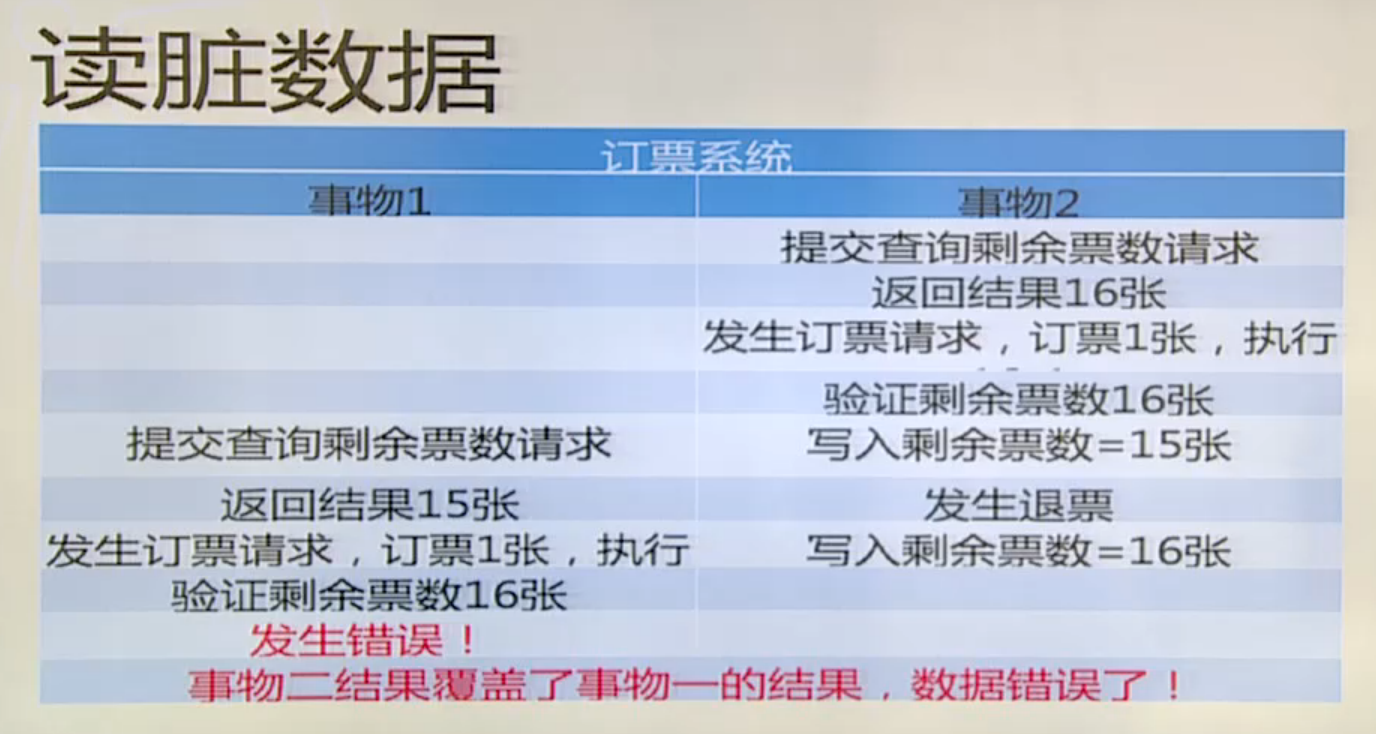 读脏数据
订票系统
事物1 事物2
提交查询剩余票数请求
返回结果16张
发生订票请求，订票1张，执行
验证剩余票数16张
提交查询剩余票数请求 写入剩余票数=15张
返回结果15张 发生退票
发生订票请求，订票1张，执行 写入剩余票数=16张
验证剩余票数16张
发生错误！
事物二结果覆盖了事物一的结果，数据错误了！